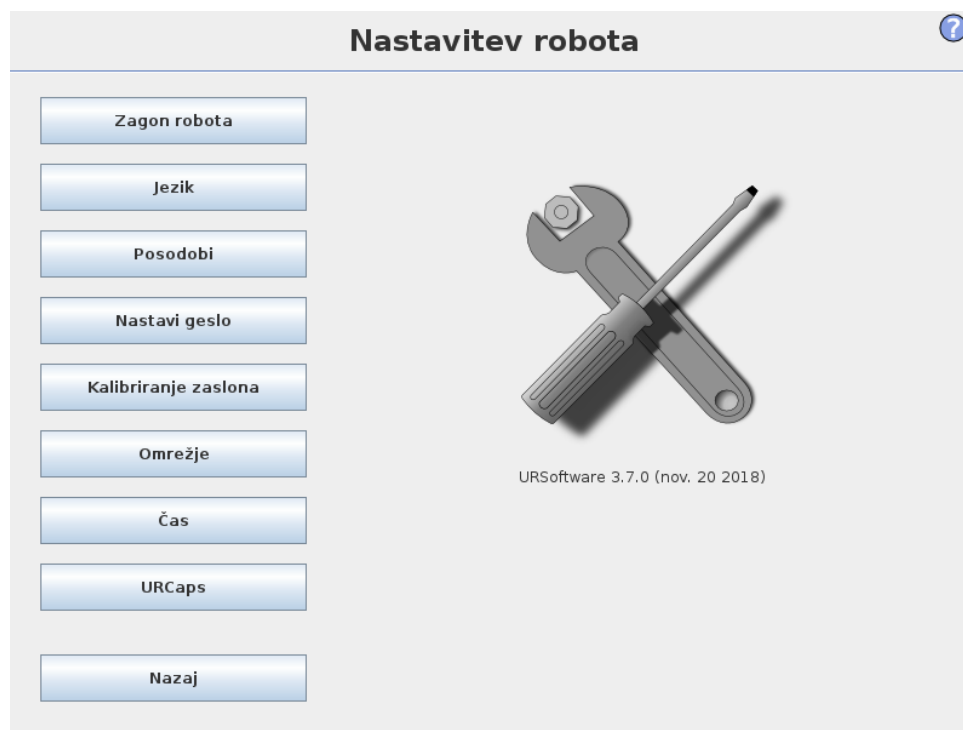 Nastavitev robota
?
Zagon robota
Jezik
Posodobi
Nastavi geslo
Kalibriranje zaslona
Omrežje
Čas
URCaps
Nazaj
URSoftware 3.7.0 (nov. 20 2018)